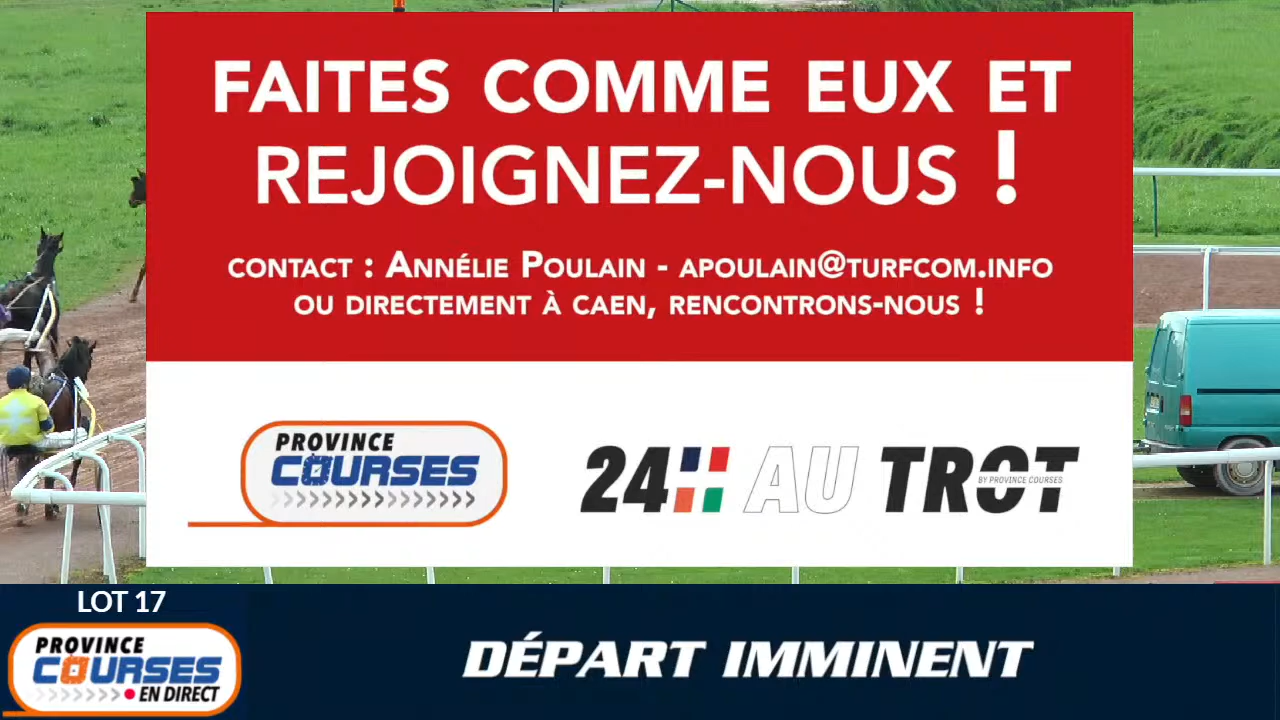 FAITES COMME EUX ET
REJOIGNEZ-NOUS !
CONTACT : ANNÉLIE POULAIN - APOULAIN@TURFCOM.INFO
OU DIRECTEMENT À CAEN, RENCONTRONS-NOUS !
PROVINCE
COURSES
24H AU TROT
BY PROVINCE COURSES
LOT 17
PROVINCE
COURSES
EN DIRECT
DÉPART IMMINENT